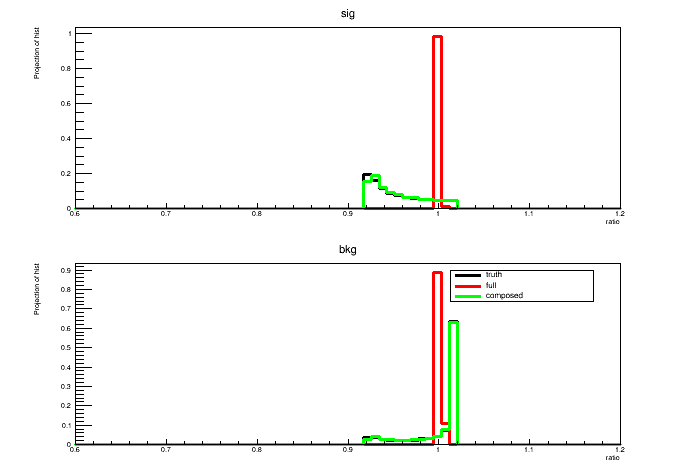 sig
Projection of hist
1
0.8
0.6
0.4
0.2
0
0.6 0.7 0.8 0.9 1 1.1 1.2
ratio
bkg
Projection of hist
0.9
0.8
0.7
0.6
0.5
0.4
0.3
0.2
0.1
0
truth
full
composed
0.6 0.7 0.8 0.9 1 1.1 1.2
ratio